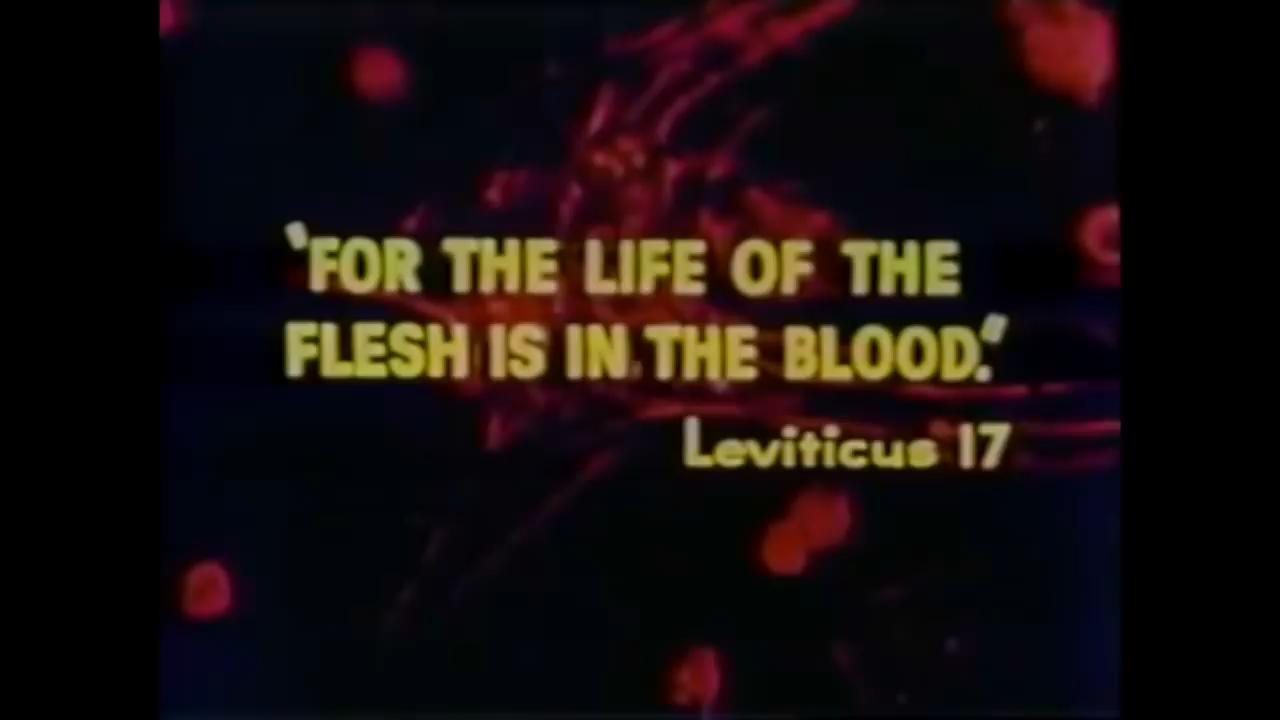 "FOR THE LIFE OF THE
FLESH IS IN THE BLOOD."
Leviticus 17